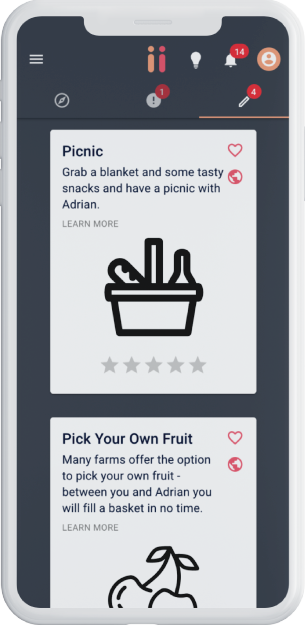 14
1
4
Picnic
Grab a blanket and some tasty
snacks and have a picnic with
Adrian.
LEARN MORE
Pick Your Own Fruit
Many farms offer the option
to pick your own fruit -
between you and Adrian you
will fill a basket in no time.
LEARN MORE